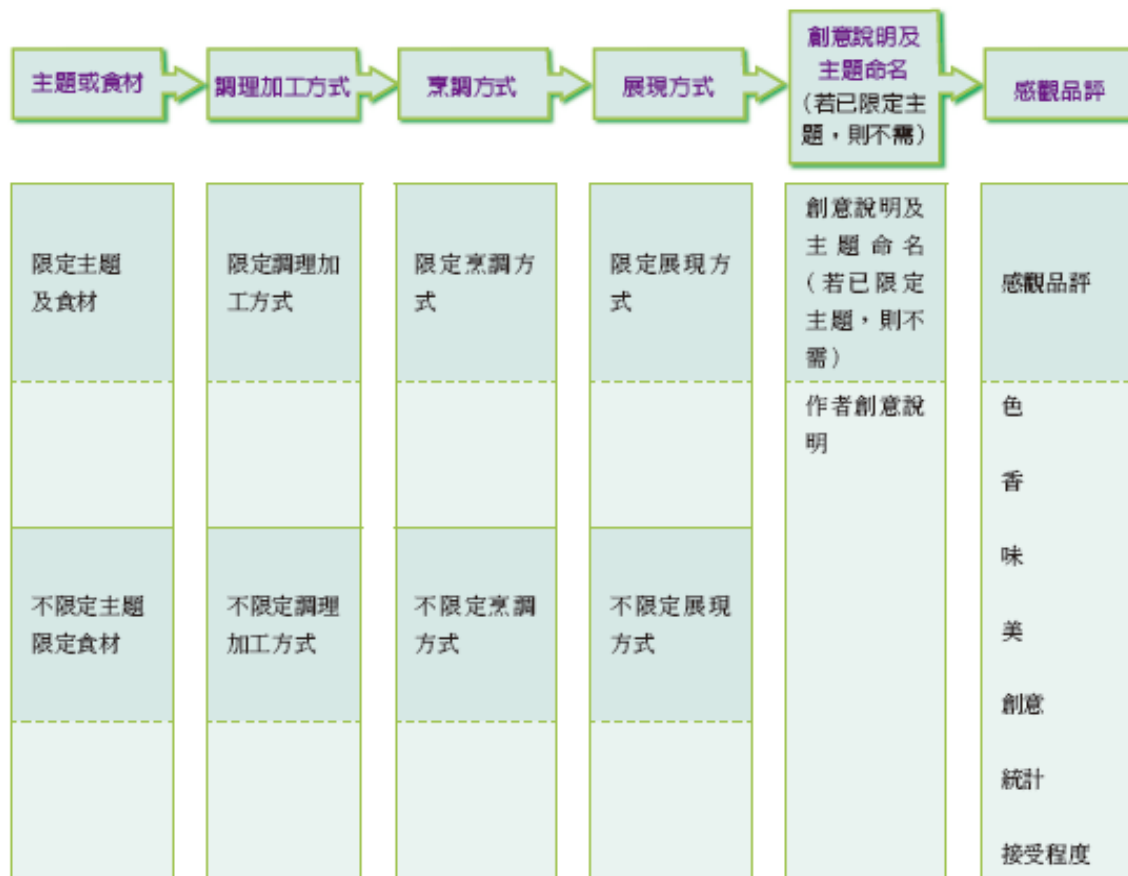 主題或食材
調理加工方式
烹調方式
展現方式
創意說明及
主題命名
(若已限定主
題，則不需)
感觀品評
限定主題
及食材
限定調理加
工方式
限定烹調方
式
限定展現方
式
創意說明及
主題命名
(若已限定
主題，則不
需)
感觀品評
作者創意說
明
色
香
味
美
創意
統計
接受程度
不限定主題
限定食材
不限定調理
加工方式
不限定烹調
方式
不限定展現
方式